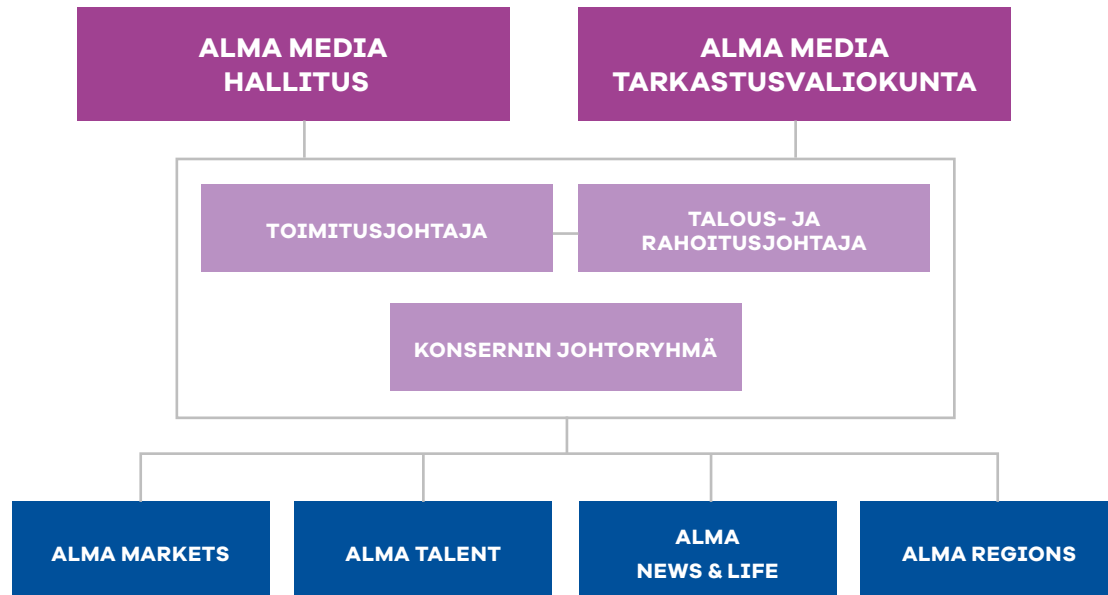 ALMA MEDIA
HALLITUS
ALMA MEDIA
TARKASTUSVALIOKUNTA
TOIMITUSJOHTAJA
TALOUS- JA
RAHOITUSJOHTAJA
KONSERNIN JOHTORYHMÄ
ALMA MARKETS
ALMA TALENT
ALMA
NEWS & LIFE
ALMA REGIONS